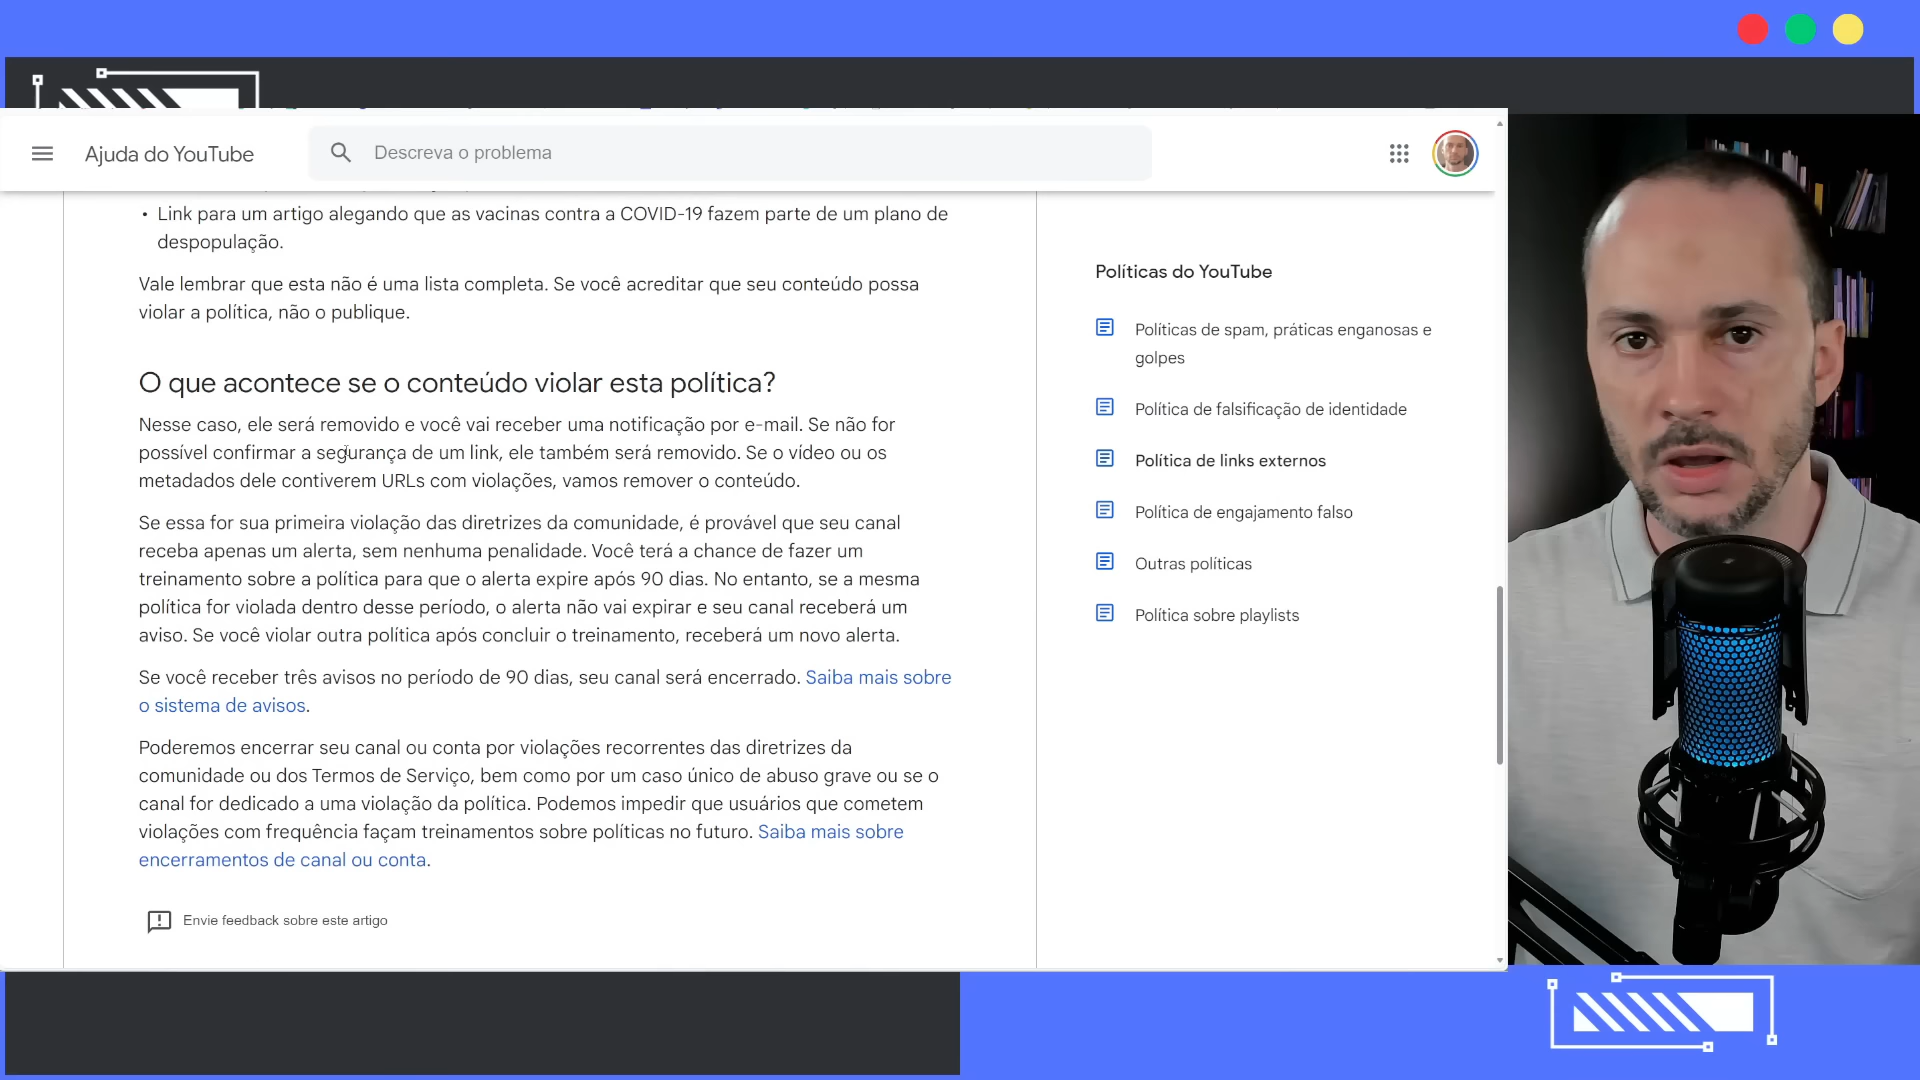 Ajuda do YouTube
Descreva o problema
• Link para um artigo alegando que as vacinas contra a COVID-19 fazem parte de um plano de
despopulação.
Vale lembrar que esta não é uma lista completa. Se você acreditar que seu conteúdo possa
violar a política, não o publique.
O que acontece se o conteúdo violar esta política?
Nesse caso, ele será removido e você vai receber uma notificação por e-mail. Se não for
possível confirmar a segurança de um link, ele também será removido. Se o vídeo ou os
metadados dele contiverem URLs com violações, vamos remover o conteúdo.
Se essa for sua primeira violação das diretrizes da comunidade, é provável que seu canal
receba apenas um alerta, sem nenhuma penalidade. Você terá a chance de fazer um
treinamento sobre a política para que o alerta expire após 90 dias. No entanto, se a mesma
política for violada dentro desse período, o alerta não vai expirar e seu canal receberá um
aviso. Se você violar outra política após concluir o treinamento, receberá um novo alerta.
Se você receber três avisos no período de 90 dias, seu canal será encerrado. Saiba mais sobre
o sistema de avisos.
Poderemos encerrar seu canal ou conta por violações recorrentes das diretrizes da
comunidade ou dos Termos de Serviço, bem como por um caso único de abuso grave ou se o
canal for dedicado a uma violação da política. Podemos impedir que usuários que cometem
violações com frequência façam treinamentos sobre políticas no futuro. Saiba mais sobre
encerramentos de canal ou conta.
Envie feedback sobre este artigo
Políticas do YouTube
Políticas de spam, práticas enganosas e
golpes
Política de falsificação de identidade
Política de links externos
Política de engajamento falso
Outras políticas
Política sobre playlists